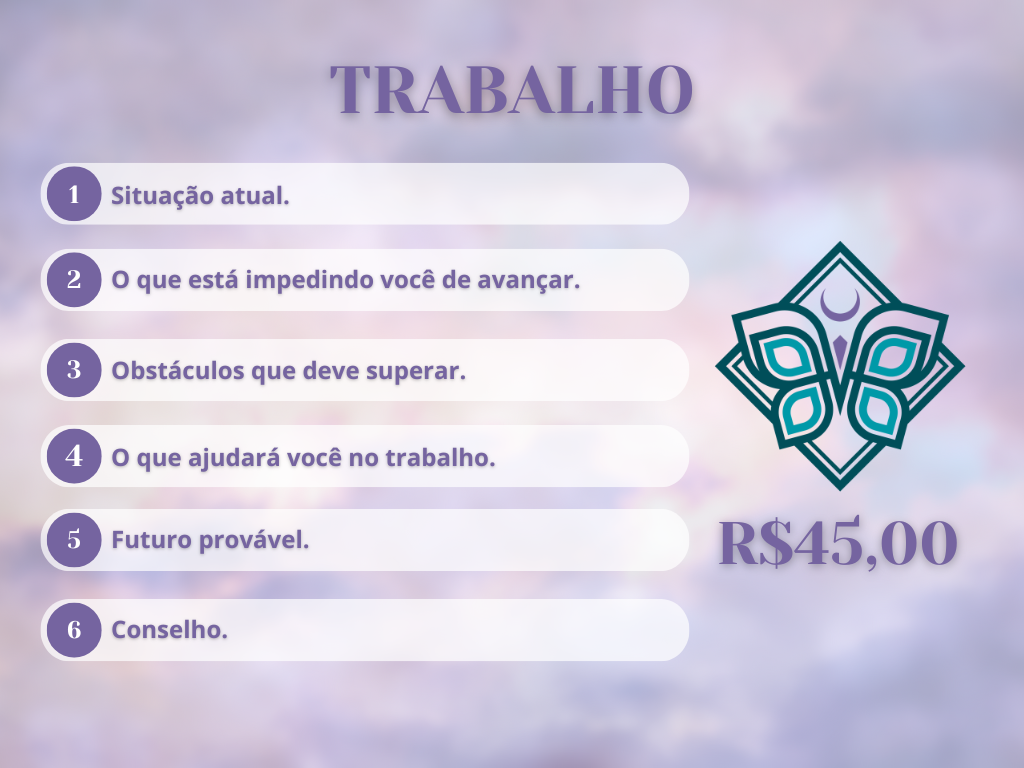 TRABALHO
1 Situação atual.
2 O que está impedindo você de avançar.
3 Obstáculos que deve superar.
4 O que ajudará você no trabalho.
5 Futuro provável.
6 Conselho.
R$45,00